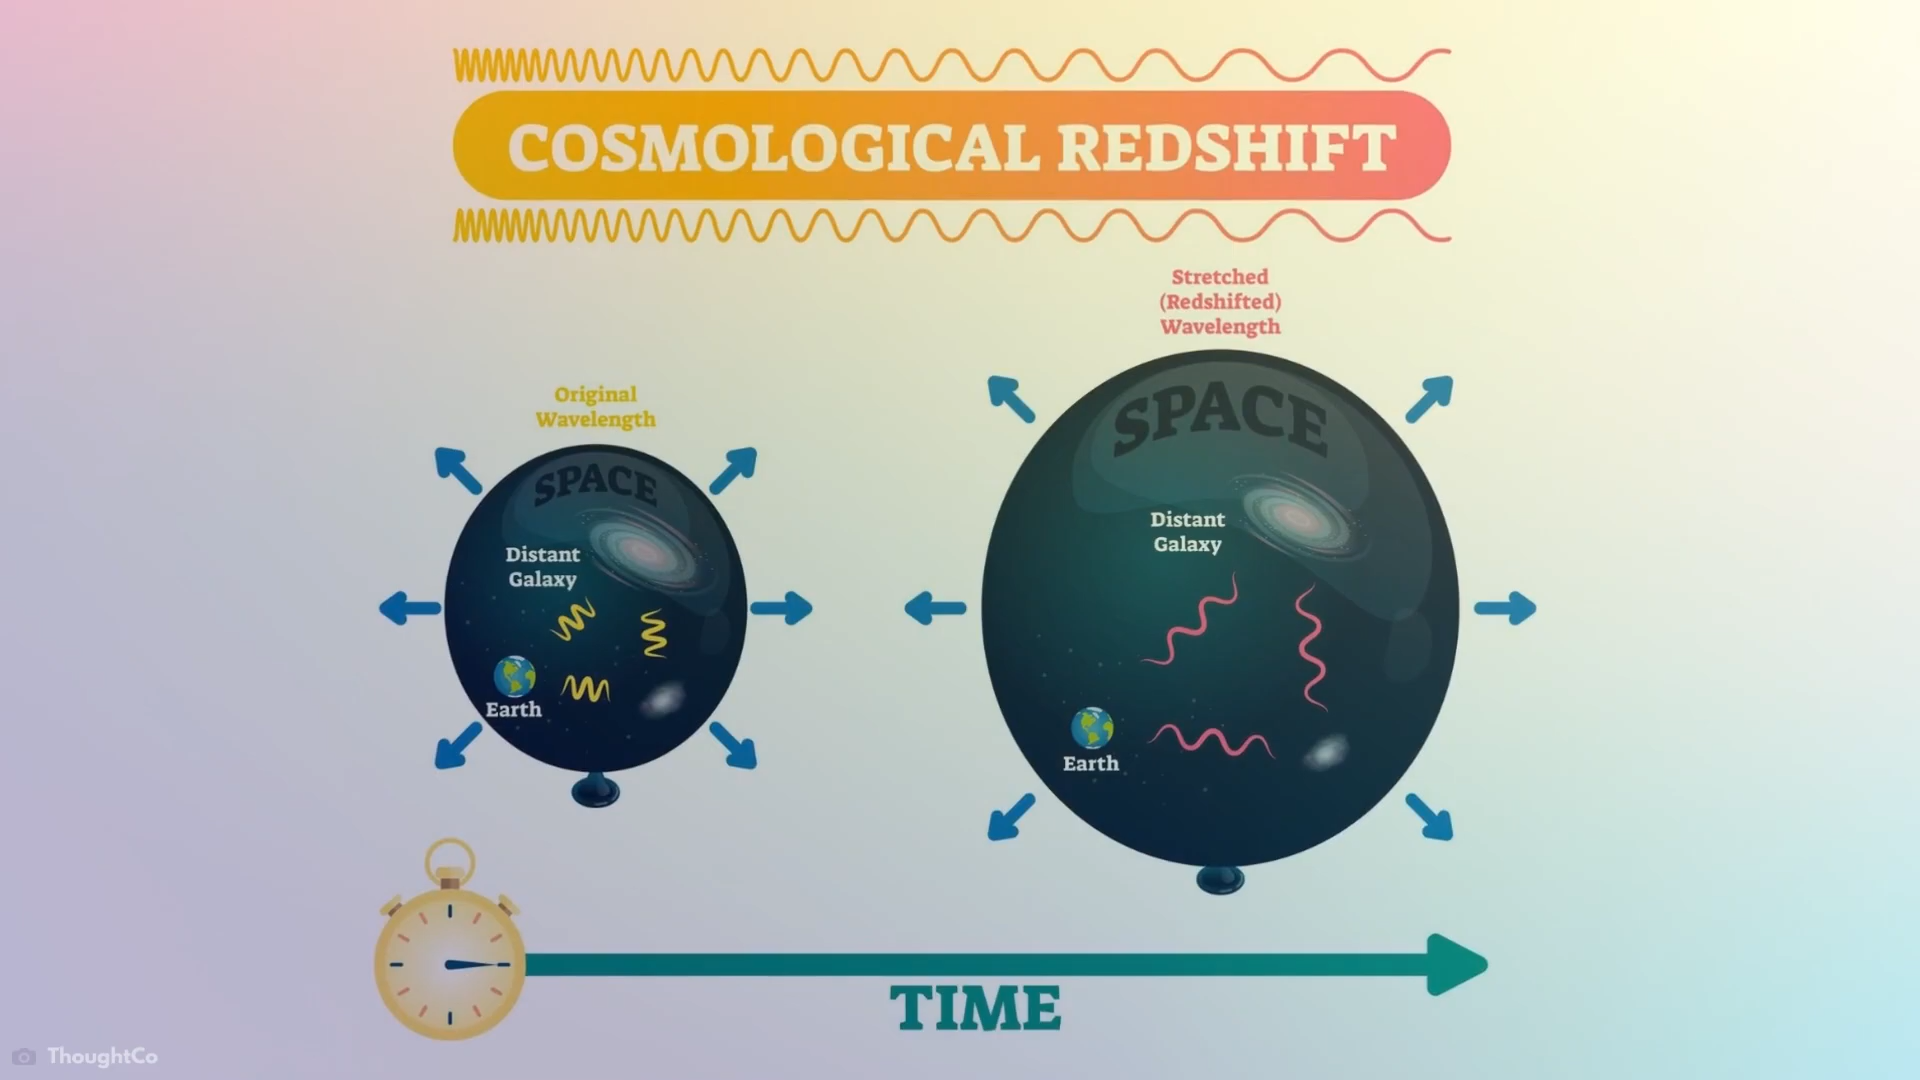 COSMOLOGICAL REDSHIFT
Original
Wavelength
SPACE
Distant
Galaxy
Earth
Stretched
(Redshifted)
Wavelength
SPACE
Distant
Galaxy
Earth
TIME
ThoughtCo